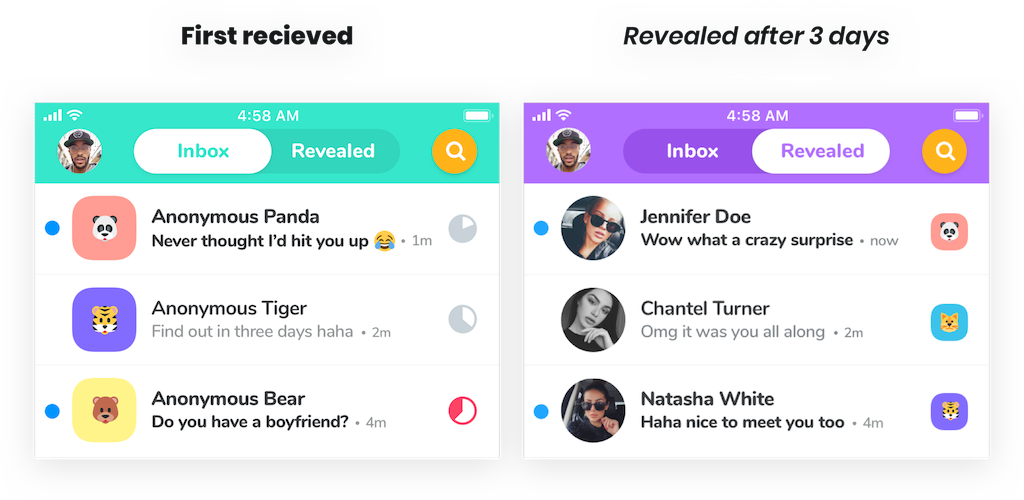 First recieved
Revealed after 3 days
4:58 AM
Inbox
Revealed
Anonymous Panda
Never thought I'd hit you up 😂 • 1m
Anonymous Tiger
Find out in three days haha • 2m
Anonymous Bear
Do you have a boyfriend? • 4m
4:58 AM
Inbox
Revealed
Jennifer Doe
Wow what a crazy surprise • now
Chantel Turner
Omg it was you all along • 2m
Natasha White
Haha nice to meet you too • 4m